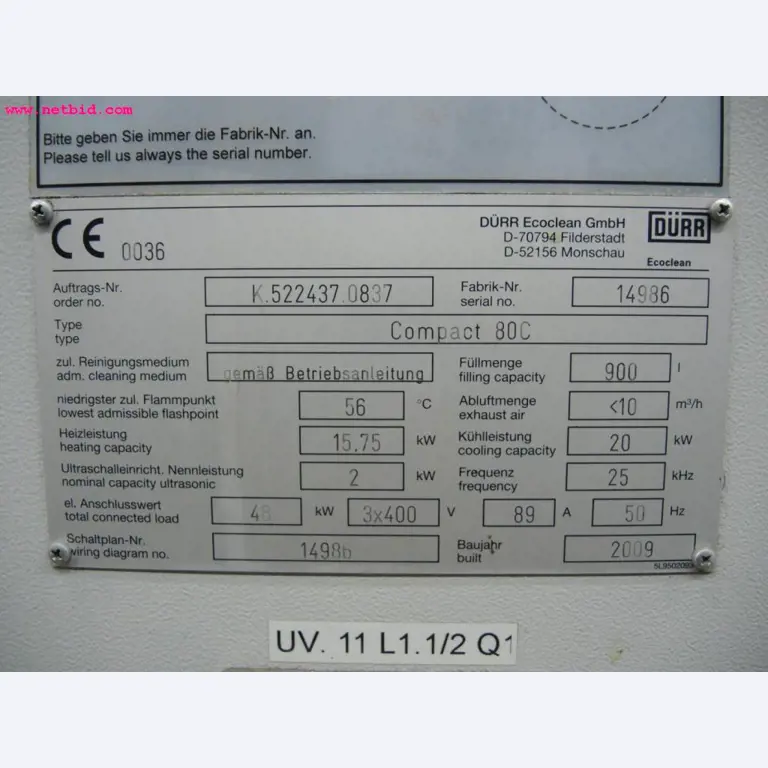 www.netbid.com
Bitte geben Sie immer die Fabrik-Nr. an.
Please tell us always the serial number.
CE 0036
DÜRR Ecoclean GmbH
D-70794 Filderstadt
D-52156 Monschau
DÜRR
Ecoclean
Auftrags-Nr.
order no.
K.522437.0837
Fabrik-Nr.
serial no.
14986
Type
type
Compact 80C
zul. Reinigungsmedium
adm. cleaning medium
gemäß Betriebsanleitung
Füllmenge
filling capacity
900 l
niedrigster zul. Flammpunkt
lowest admissible flashpoint
56 °C
Abluftmenge
exhaust air
<10 m³/h
Heizleistung
heating capacity
15.75 kW
Kühlleistung
cooling capacity
20 kW
Ultraschalleinricht. Nennleistung
nominal capacity ultrasonic
2 kW
Frequenz
frequency
25 kHz
el. Anschlusswert
total connected load
48 kW 3x400 V 89 A 50 Hz
Schaltplan-Nr.
wiring diagram no.
Baujahr
built
2009
UV. 11 L1.1/2 Q1